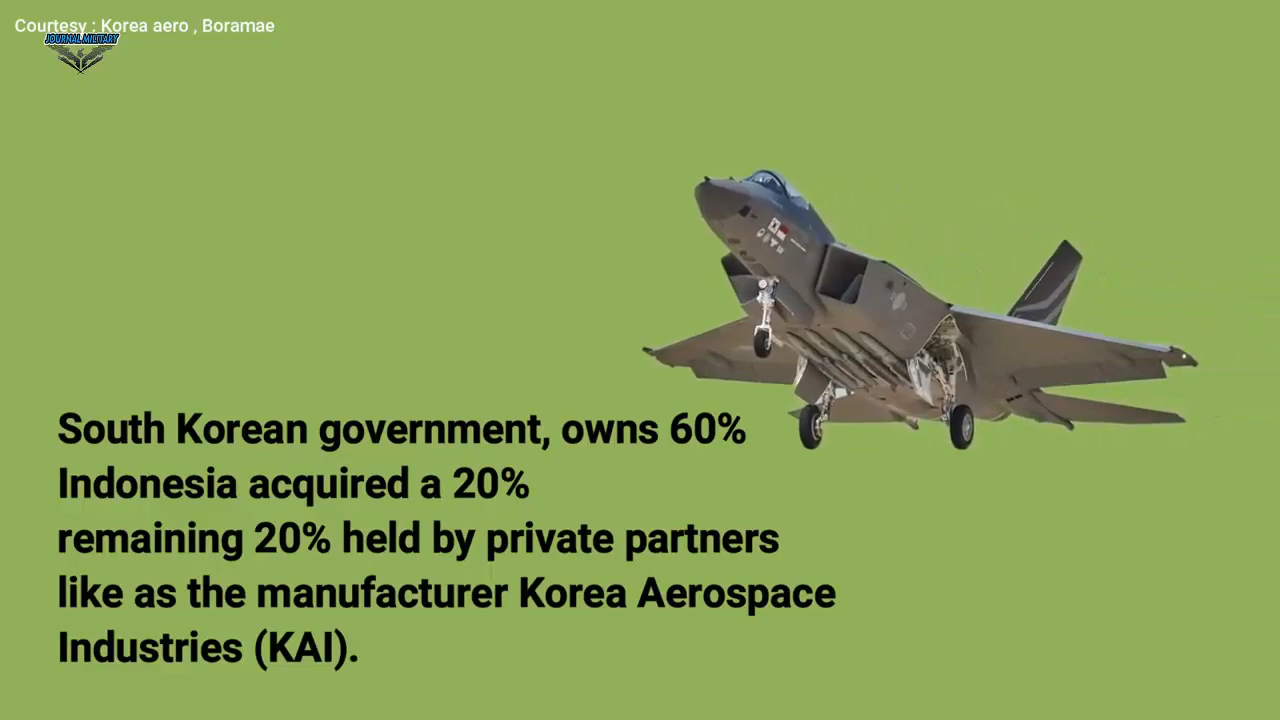 Courtesy : Korea aero , Boramae
JOURNAL MILITARY
South Korean government, owns 60%
Indonesia acquired a 20%
remaining 20% held by private partners
like as the manufacturer Korea Aerospace
Industries (KAI).